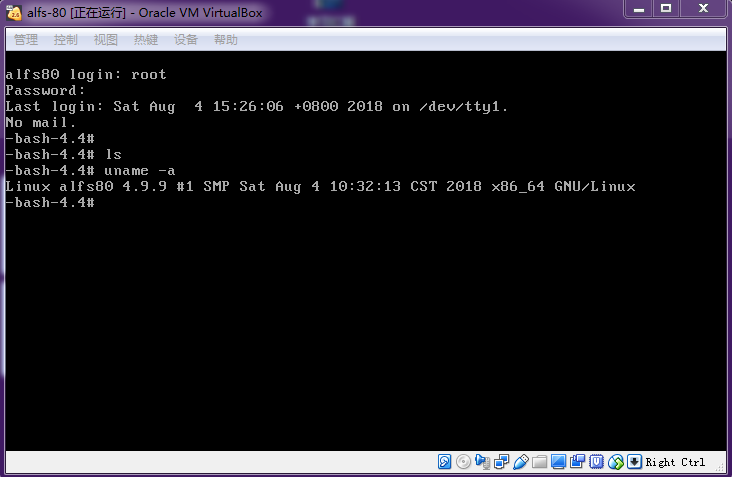 alfs-80 [正在运行] - Oracle VM VirtualBox
管理 控制 视图 热键 设备 帮助
alfs80 login: root
Password:
Last login: Sat Aug  4 15:26:06 +0800 2018 on /dev/tty1.
No mail.
-bash-4.4#
-bash-4.4# ls
-bash-4.4# uname -a
Linux alfs80 4.9.9 #1 SMP Sat Aug 4 10:32:13 CST 2018 x86_64 GNU/Linux
-bash-4.4#
Right Ctrl